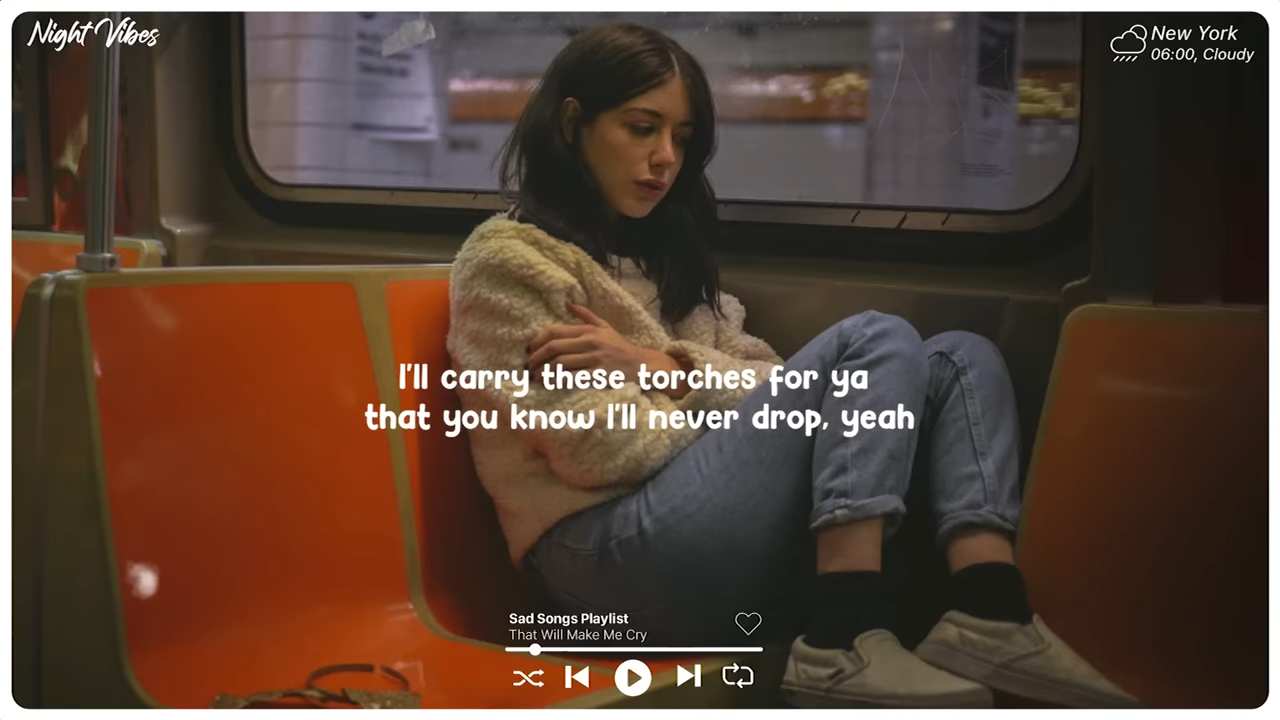 Night Vibes
New York
06:00, Cloudy
I'll carry these torches for ya
that you know I'll never drop, yeah
Sad Songs Playlist
That Will Make Me Cry